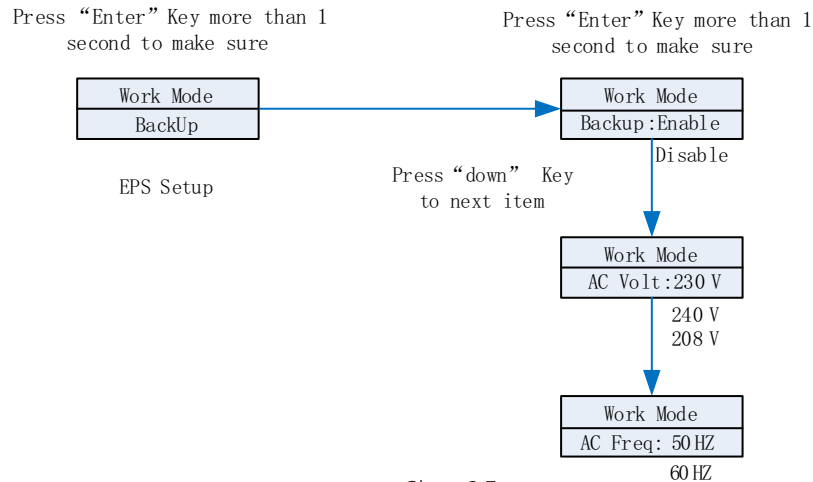 Press “Enter” Key more than 1
second to make sure
Press “Enter” Key more than 1
second to make sure
Work Mode
BackUp
Work Mode
Backup:Enable
Disable
EPS Setup
Press “down” Key
to next item
Work Mode
AC Volt:230 V
240 V
208 V
Work Mode
AC Freq: 50 HZ
60 HZ